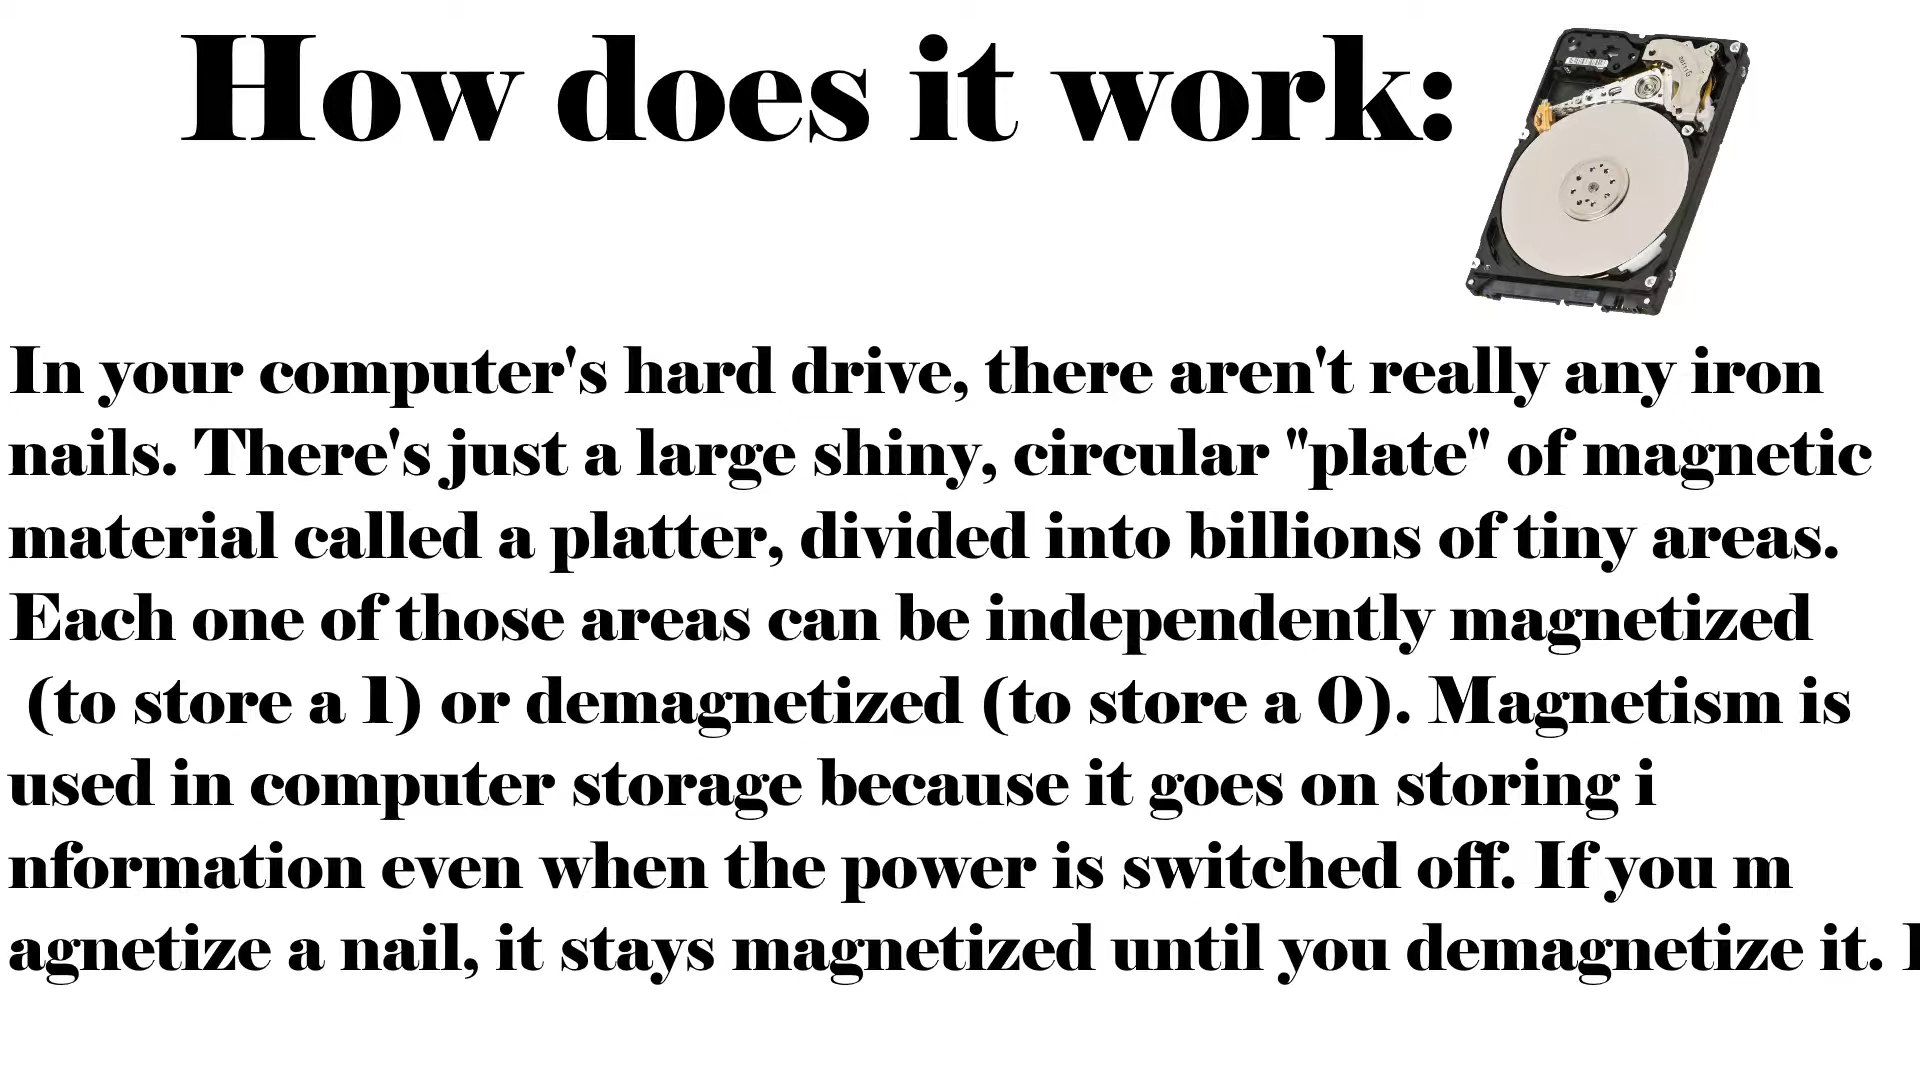 How does it work:
In your computer's hard drive, there aren't really any iron
nails. There's just a large shiny, circular "plate" of magnetic
material called a platter, divided into billions of tiny areas.
Each one of those areas can be independently magnetized
(to store a 1) or demagnetized (to store a 0). Magnetism is
used in computer storage because it goes on storing i
nformation even when the power is switched off. If you m
agnetize a nail, it stays magnetized until you demagnetize it.